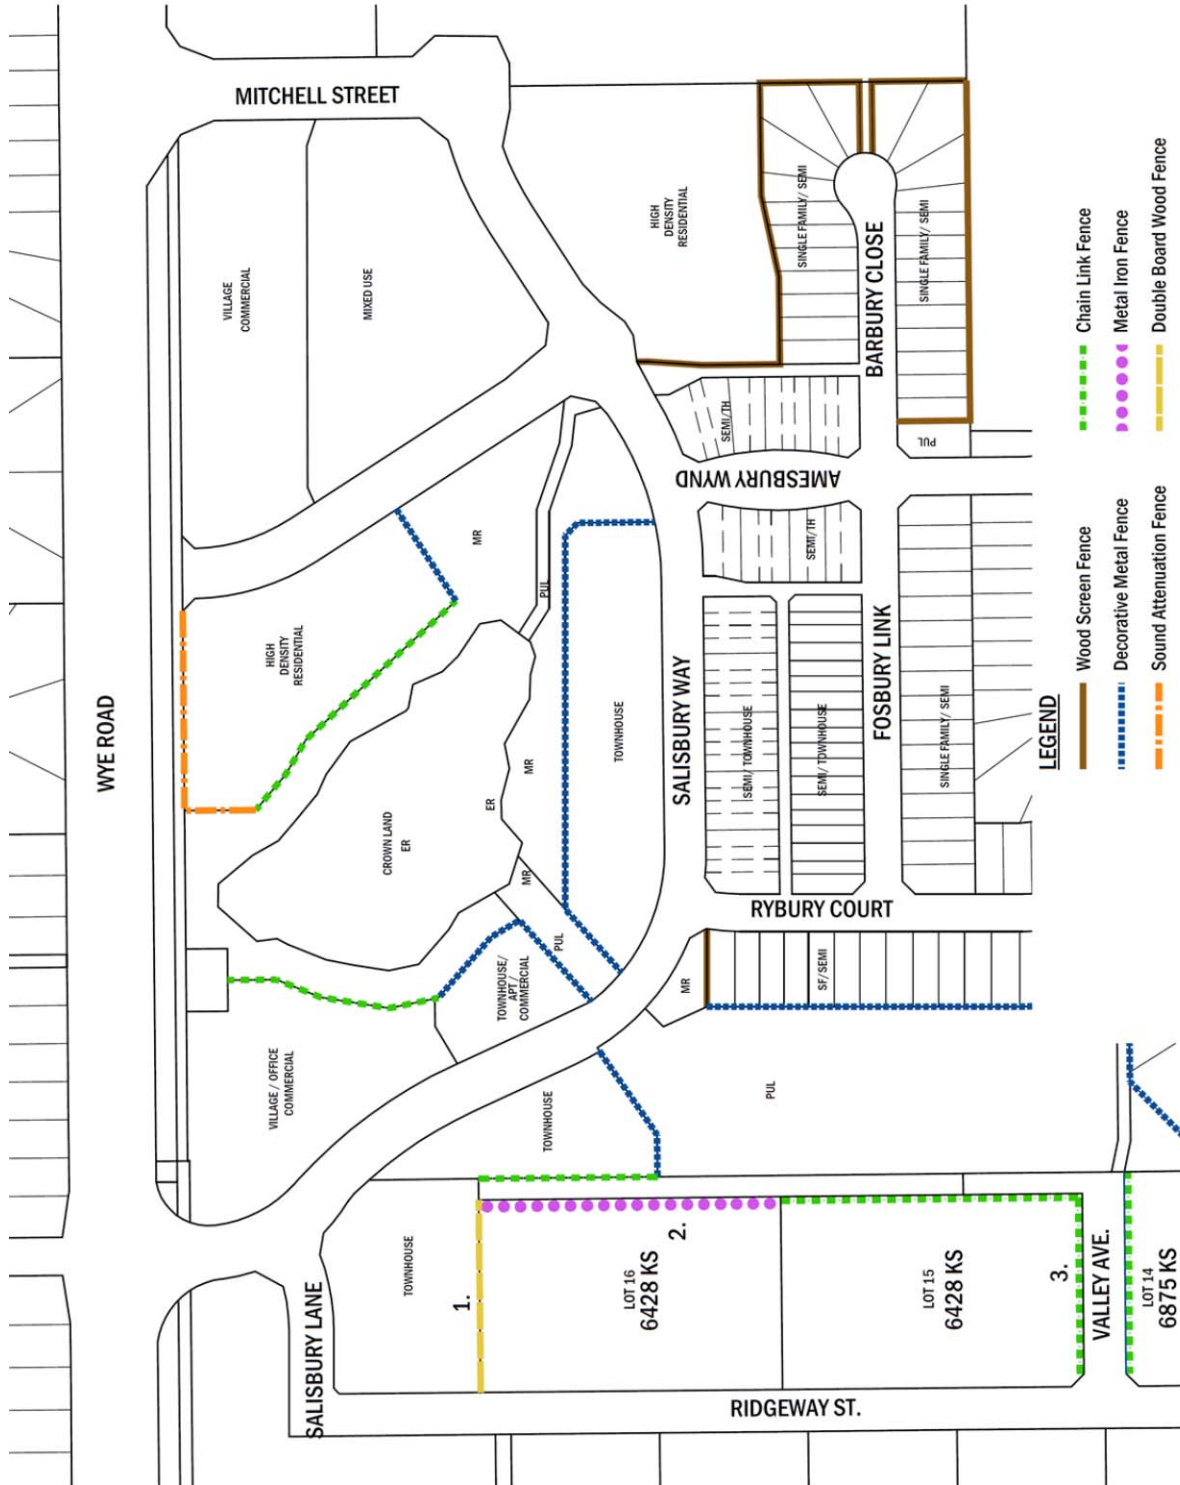 MITCHELL STREET
VILLAGE
COMMERCIAL
MIXED USE
HIGH
DENSITY
RESIDENTIAL
SINGLE FAMILY/ SEMI
BARBURY CLOSE
SINGLE FAMILY/ SEMI
SEMI/TH
PUL
AMESBURY WYND
MR
PUL
SEMI/TH
WYE ROAD
HIGH
DENSITY
RESIDENTIAL
CROWN LAND
ER
ER
MR
MR
TOWNHOUSE
SALISBURY WAY
SEMI/ TOWNHOUSE
SEMI/ TOWNHOUSE
FOSBURY LINK
SINGLE FAMILY/ SEMI
RYBURY COURT
PUL
TOWNHOUSE/
APT /
COMMERCIAL
MR
SF/SEMI
VILLAGE / OFFICE
COMMERCIAL
TOWNHOUSE
PUL
TOWNHOUSE
SALISBURY LANE
1.
LOT 16
6428 KS
2.
LOT 15
6428 KS
3.
VALLEY AVE.
LOT 14
6875 KS
RIDGEWAY ST.
LEGEND
Wood Screen Fence
Decorative Metal Fence
Sound Attenuation Fence
Chain Link Fence
Metal Iron Fence
Double Board Wood Fence